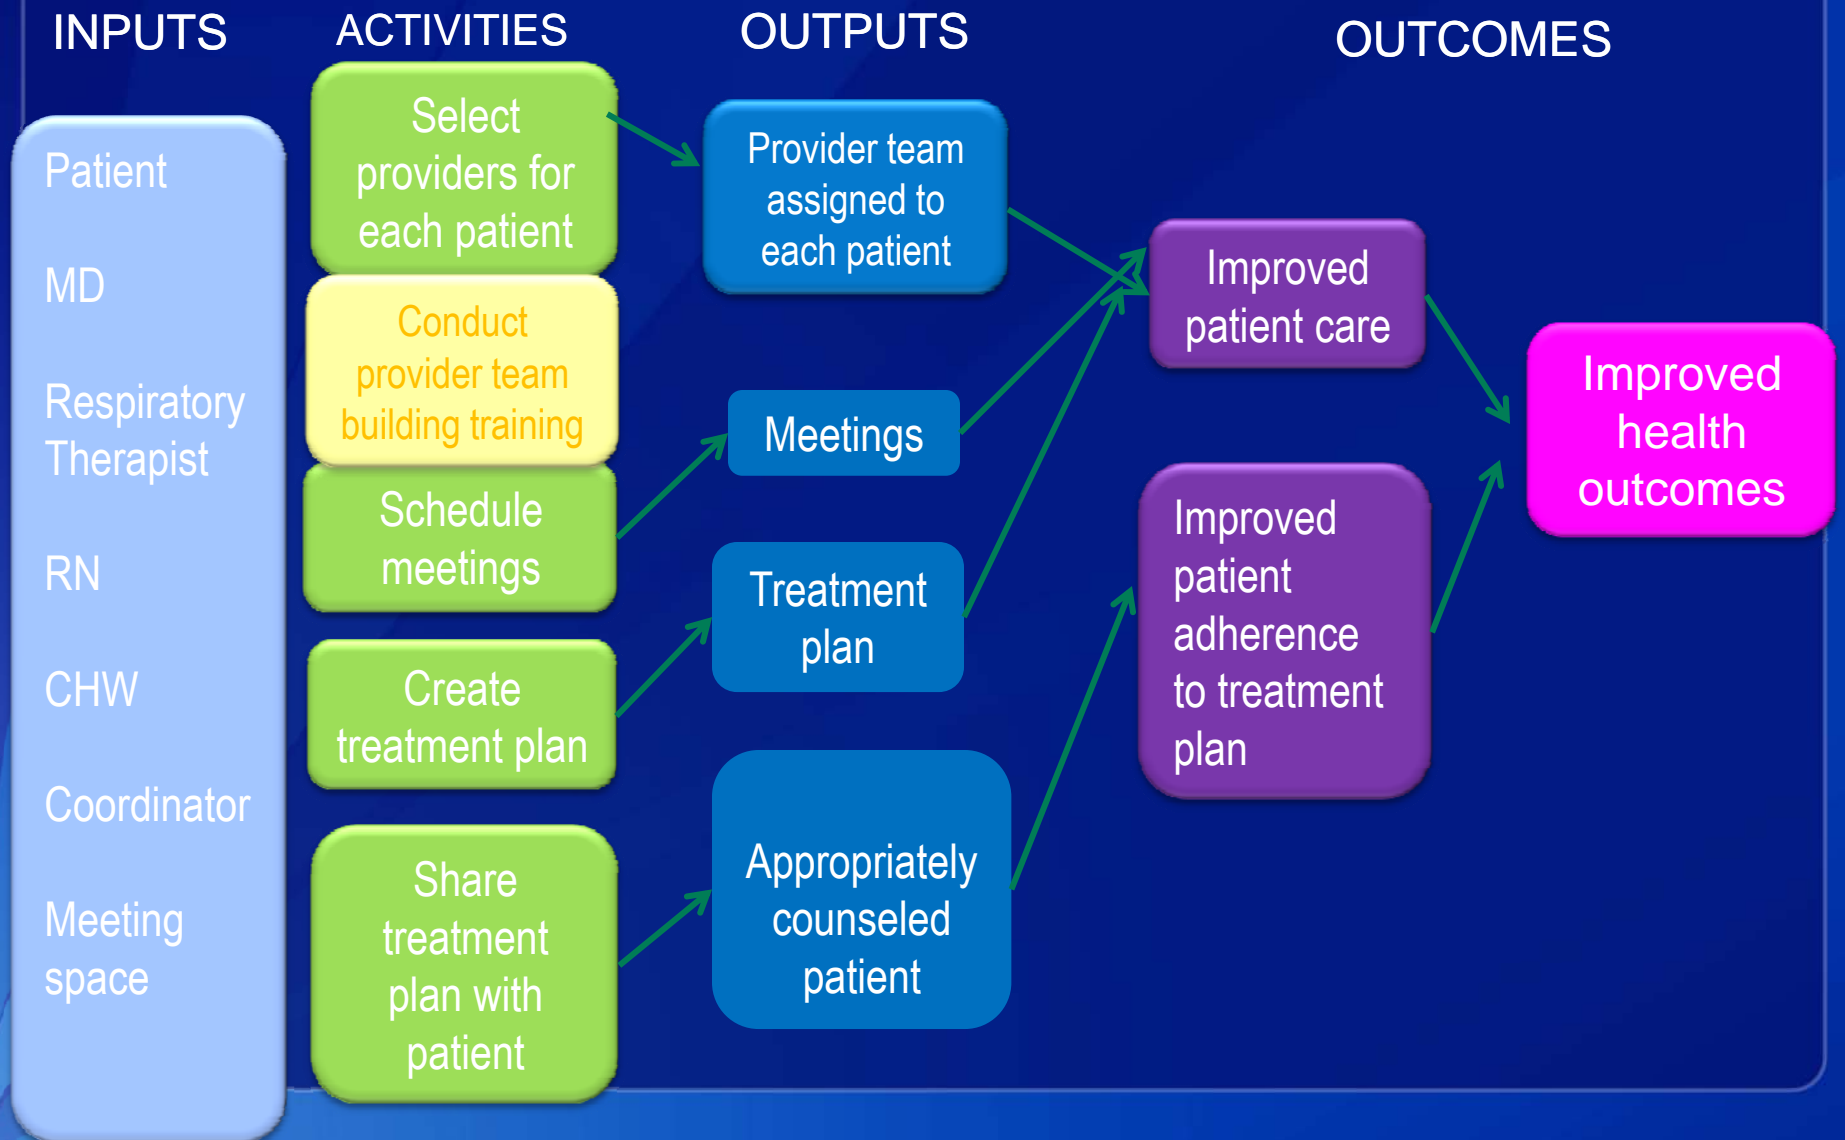 INPUTS
ACTIVITIES
OUTPUTS
OUTCOMES
Patient
MD
Respiratory
Therapist
RN
CHW
Coordinator
Meeting
space
Select
providers for
each patient
Conduct
provider team
building training
Schedule
meetings
Create
treatment plan
Share
treatment
plan with
patient
Provider team
assigned to
each patient
Meetings
Treatment
plan
Appropriately
counseled
patient
Improved
patient care
Improved
patient
adherence
to treatment
plan
Improved
health
outcomes